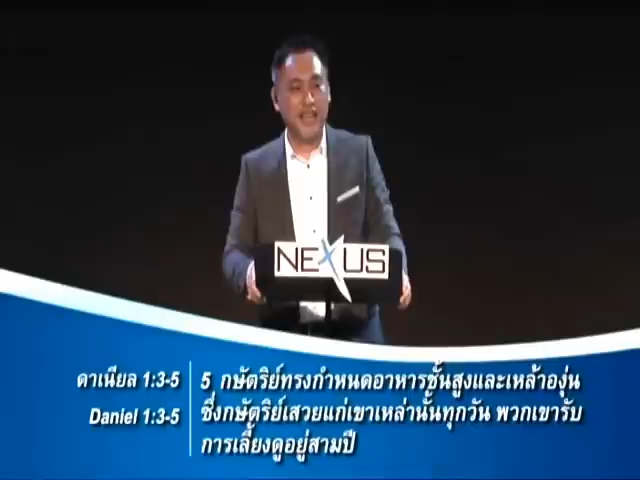 NEXUS
ดาเนียล 1:3-5
Daniel 1:3-5
5 กษัตริย์ทรงกำหนดอาหารชั้นสูงและเหล้าองุ่น
ซึ่งกษัตริย์เสวยแก่เขาเหล่านั้นทุกวัน พวกเขารับ
การเลี้ยงดูอยู่สามปี